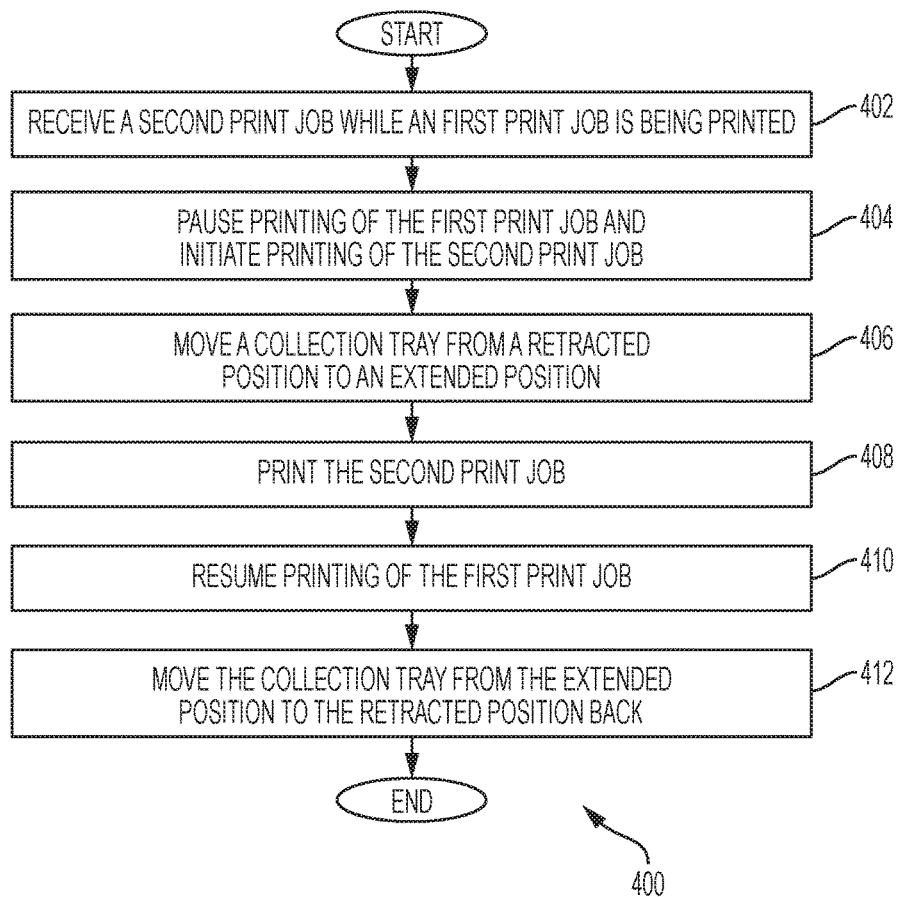 START
RECEIVE A SECOND PRINT JOB WHILE AN FIRST PRINT JOB IS BEING PRINTED
402
PAUSE PRINTING OF THE FIRST PRINT JOB AND
INITIATE PRINTING OF THE SECOND PRINT JOB
404
MOVE A COLLECTION TRAY FROM A RETRACTED
POSITION TO AN EXTENDED POSITION
406
PRINT THE SECOND PRINT JOB
408
RESUME PRINTING OF THE FIRST PRINT JOB
410
MOVE THE COLLECTION TRAY FROM THE EXTENDED
POSITION TO THE RETRACTED POSITION BACK
412
END
400